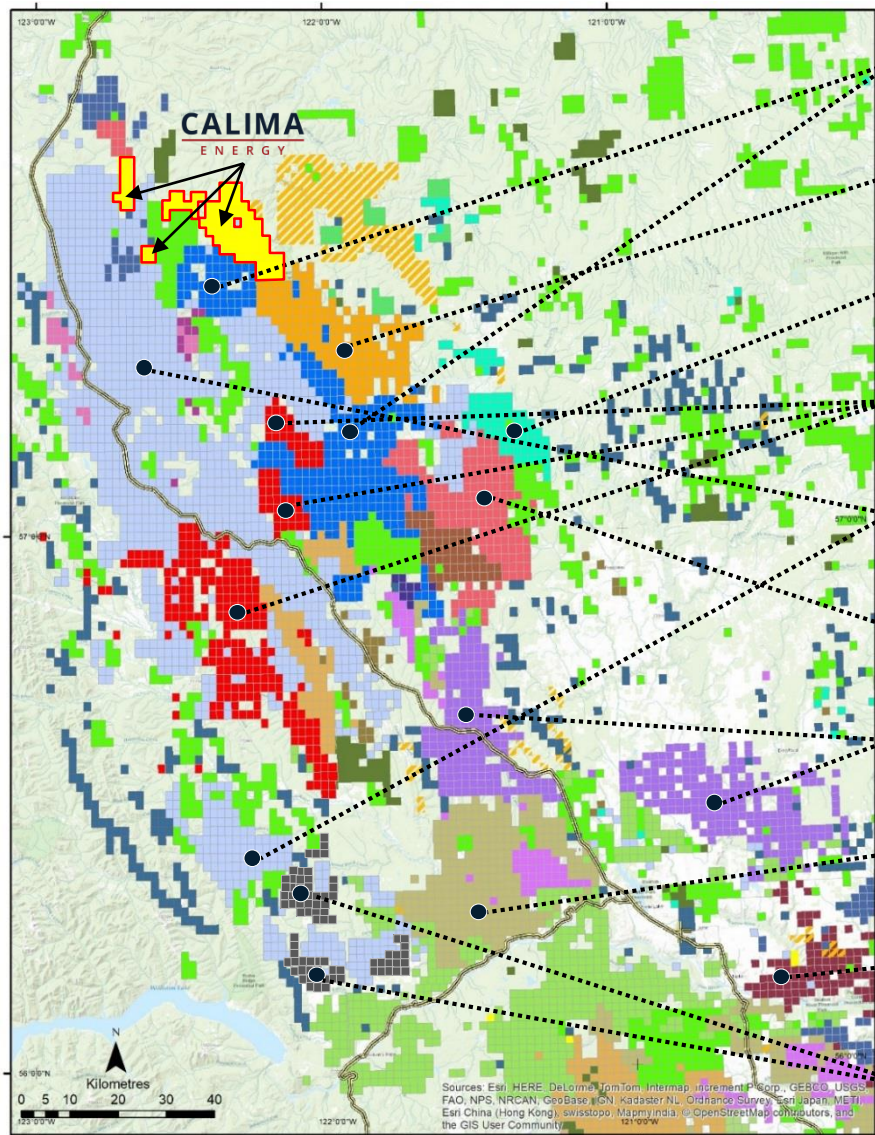 123°0'0"W
122°0'0"W
121°0'0"W
CALIMA
ENERGY
57°0'0"N
57°0'0"N
N
Kilometres
0 5 10 20 30 40
56°0'0"N
56°0'0"N
Sources: Esri, HERE, DeLorme, TomTom, Intermap, increment P Corp., GEBCO, USGS,
FAO, NPS, NRCAN, GeoBase, IGN, Kadaster NL, Ordnance Survey, Esri Japan, METI,
Esri China (Hong Kong), swisstopo, MapmyIndia, © OpenStreetMap contributors, and
the GIS User Community
123°0'0"W
122°0'0"W
121°0'0"W